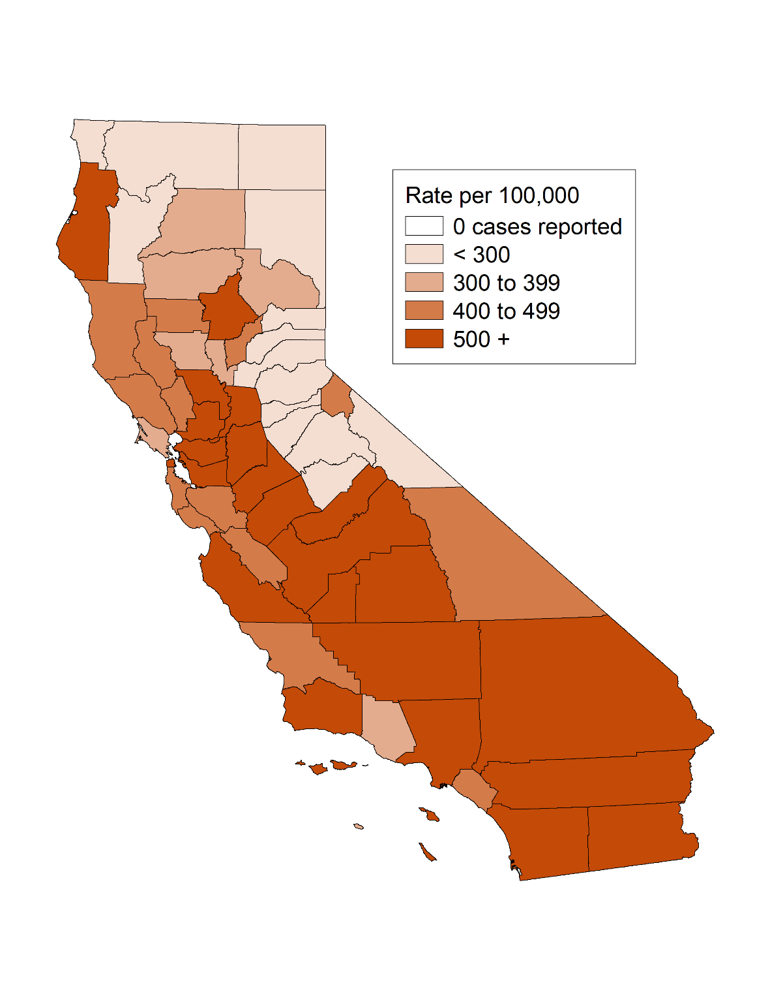 Rate per 100,000
0 cases reported
< 300
300 to 399
400 to 499
500 +